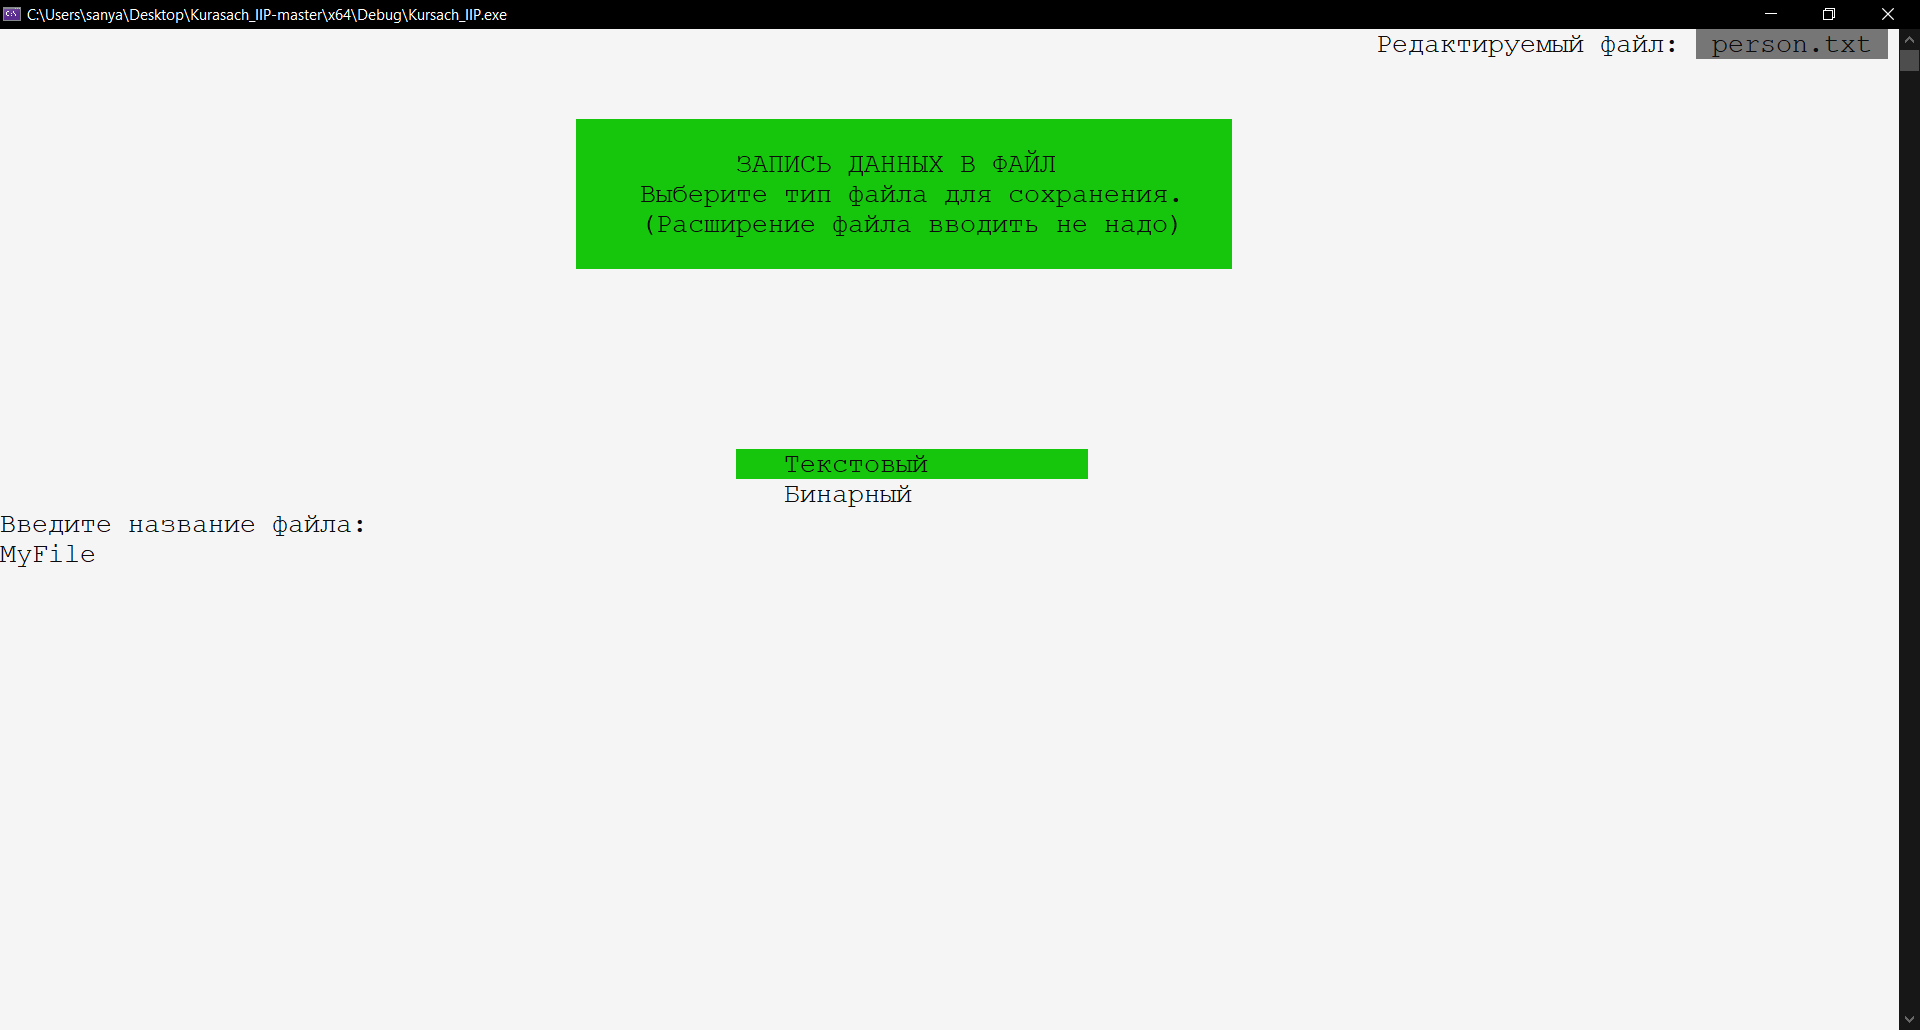 C:\Users\sanya\Desktop\Kurasach_IIP-master\x64\Debug\Kursach_IIP.exe
Редактируемый файл: person.txt
ЗАПИСЬ ДАННЫХ В ФАЙЛ
Выберите тип файла для сохранения.
(Расширение файла вводить не надо)
Текстовый
Бинарный
Введите название файла:
MyFile